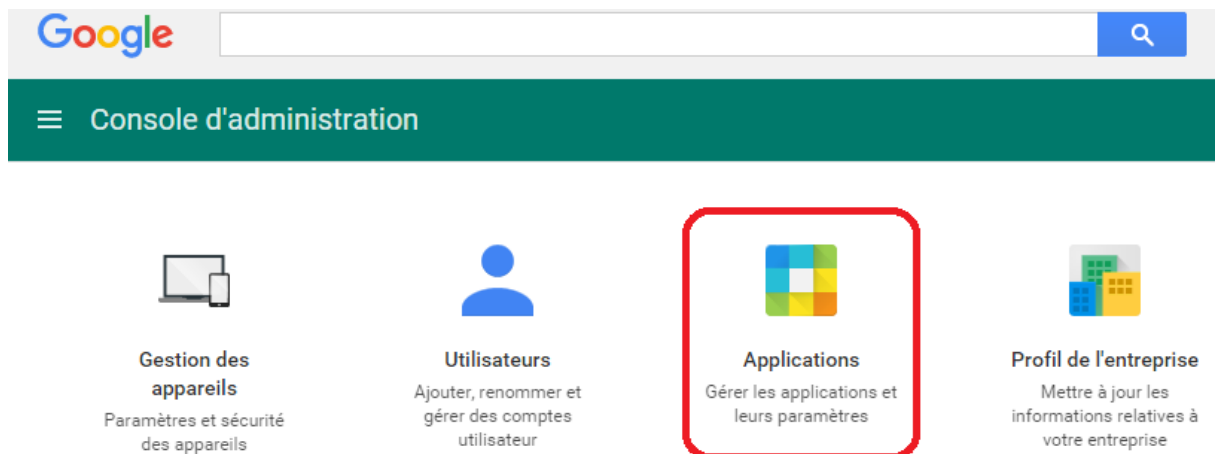 Google
Console d'administration
Gestion des
appareils
Paramètres et sécurité
des appareils
Utilisateurs
Ajouter, renommer et
gérer des comptes
utilisateur
Applications
Gérer les applications et
leurs paramètres
Profil de l'entreprise
Mettre à jour les
informations relatives à
votre entreprise